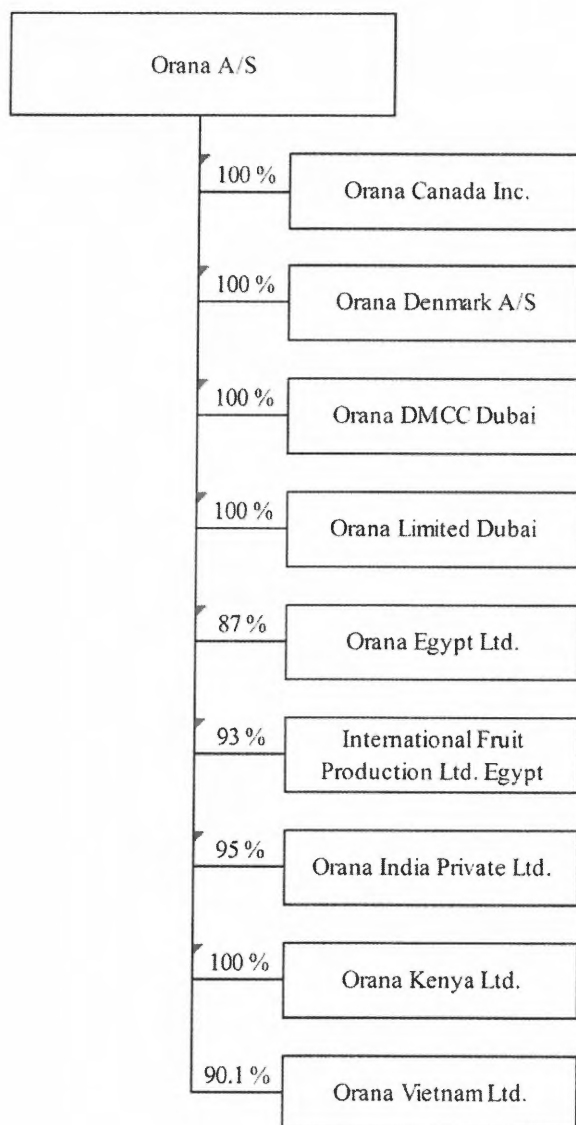 Orana A/S
100 %
Orana Canada Inc.
100 %
Orana Denmark A/S
100 %
Orana DMCC Dubai
100 %
Orana Limited Dubai
87 %
Orana Egypt Ltd.
93 %
International Fruit
Production Ltd. Egypt
95 %
Orana India Private Ltd.
100 %
Orana Kenya Ltd.
90.1 %
Orana Vietnam Ltd.